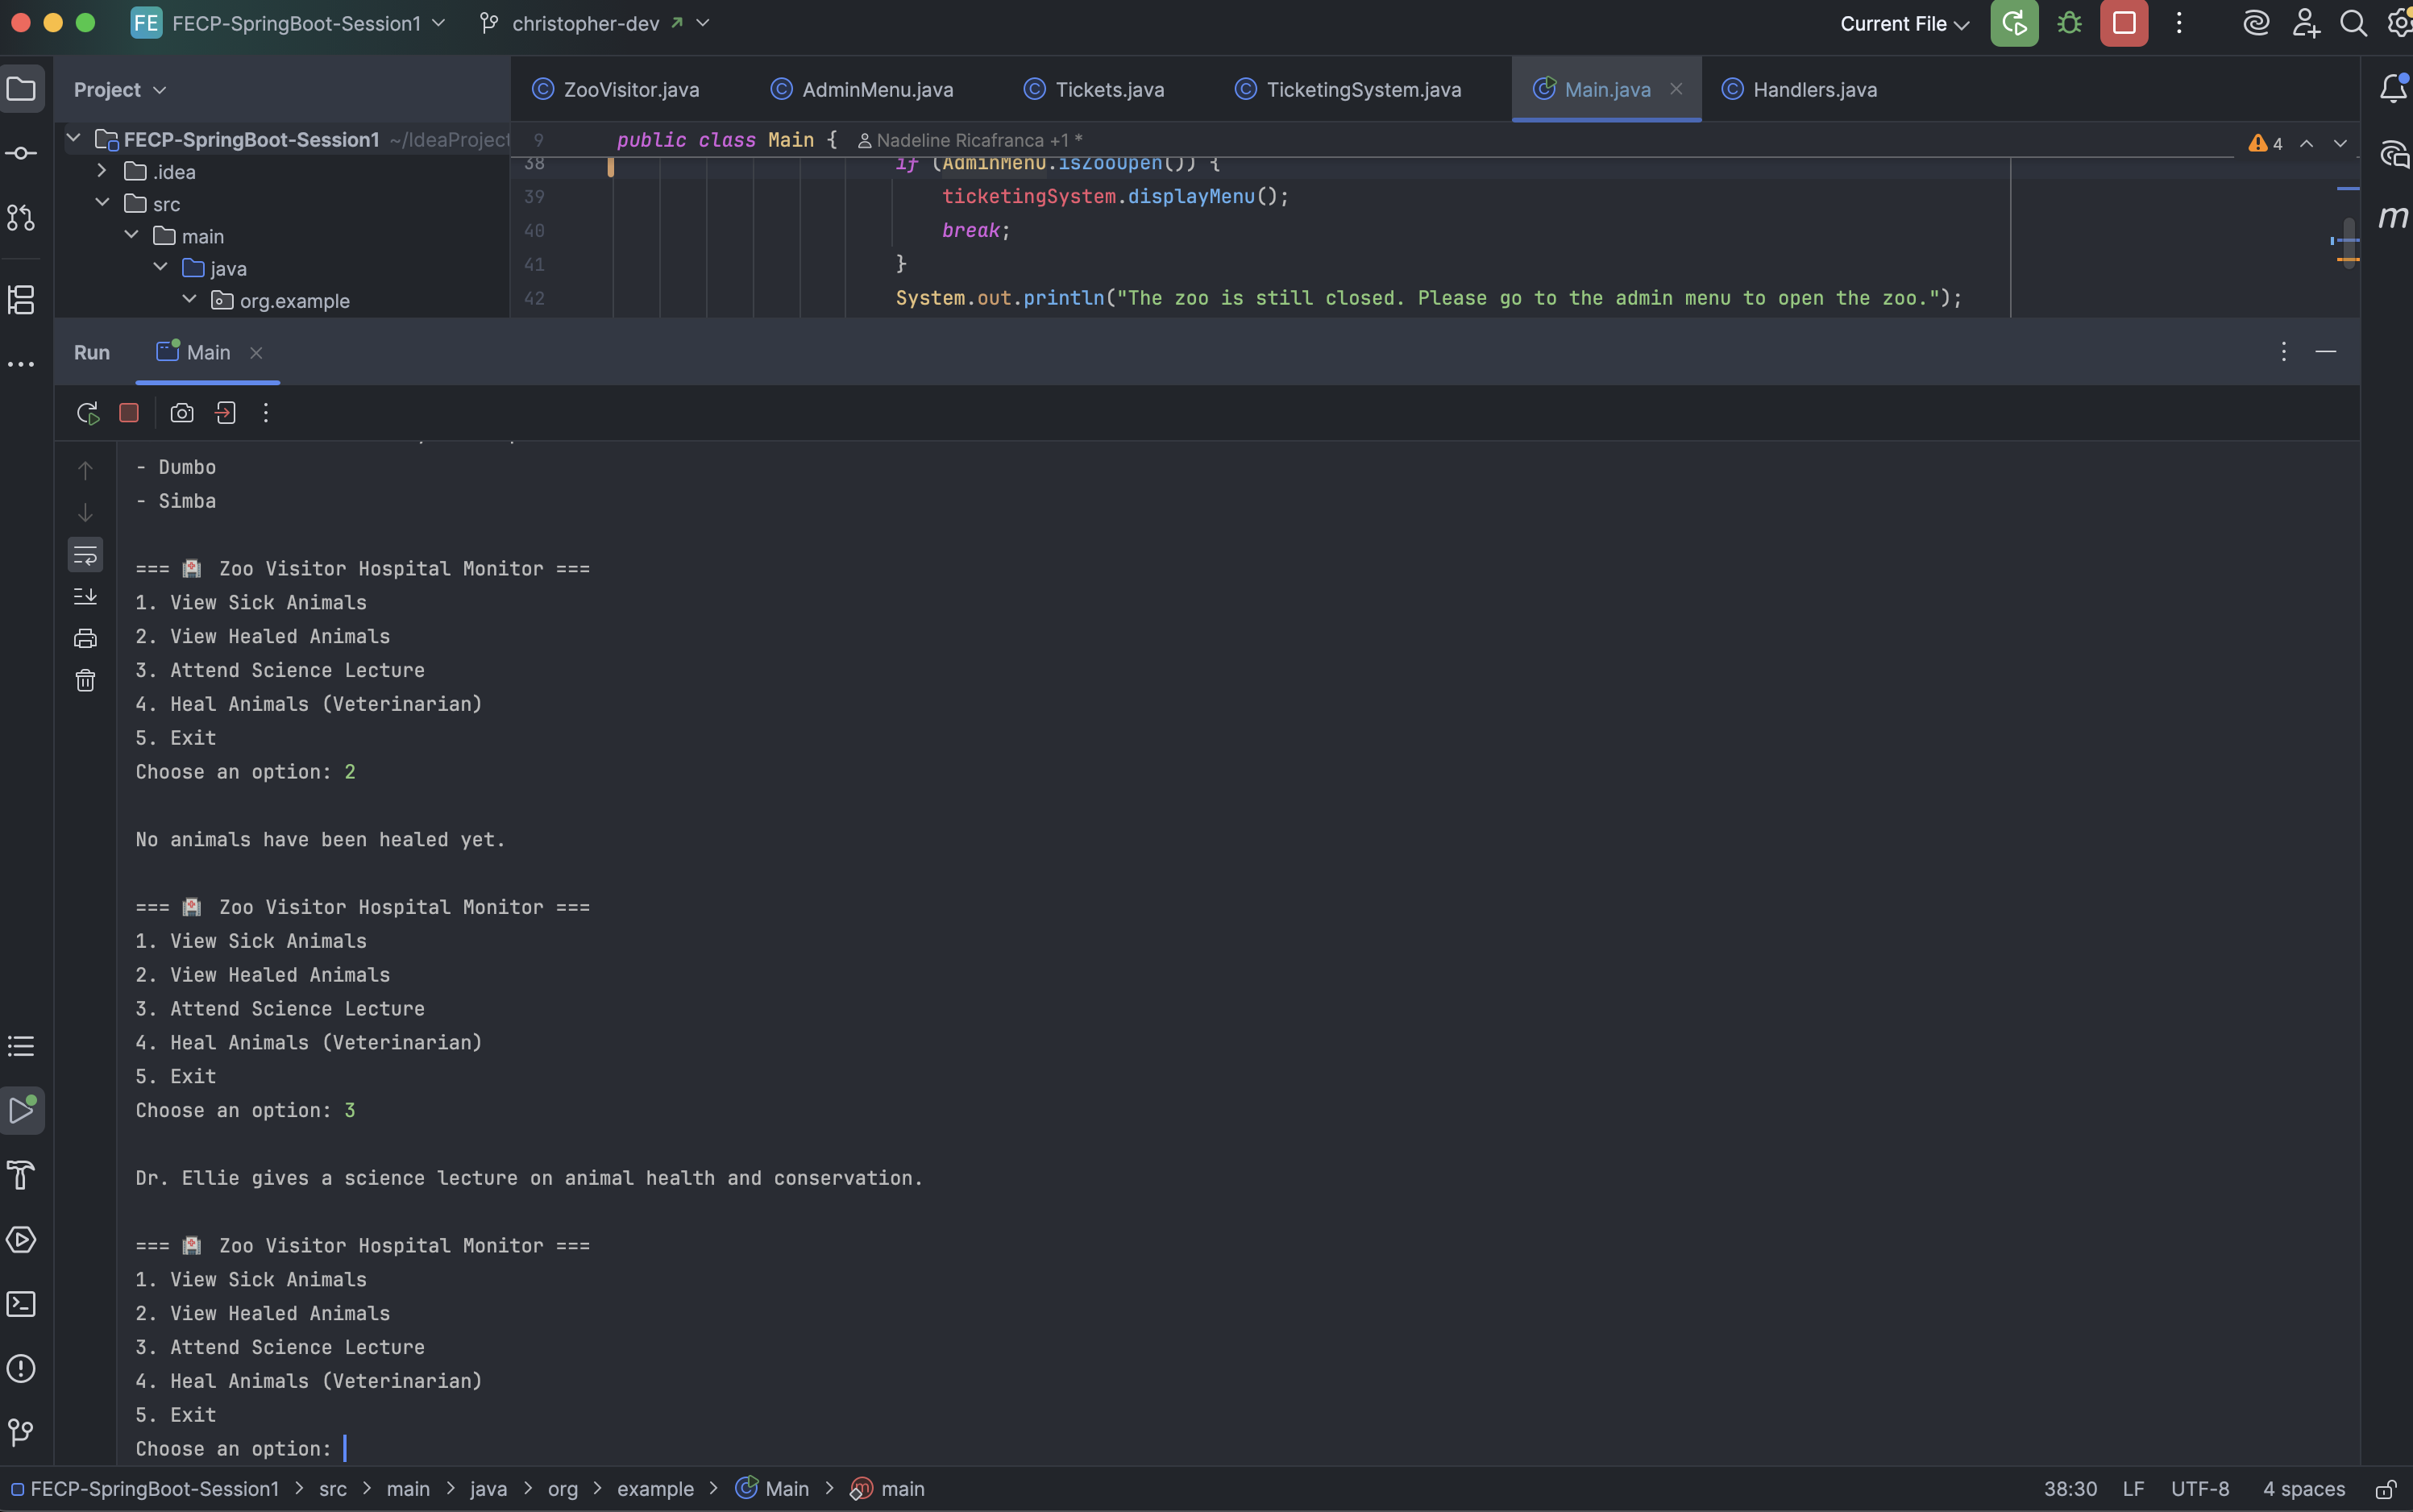 FE FECP-SpringBoot-Session1 christopher-dev Current File
Project
ZooVisitor.java AdminMenu.java Tickets.java TicketingSystem.java Main.java Handlers.java
FECP-SpringBoot-Session1 ~/IdeaProject
.idea
src
main
java
org.example
9 public class Main { Nadeline Ricafranca +1 * 4
38 if (AdminMenu.isZooOpen()) {
39 ticketingSystem.displayMenu();
40 break;
41 }
42 System.out.println("The zoo is still closed. Please go to the admin menu to open the zoo.");
Run Main
- Dumbo
- Simba
=== 🏥 Zoo Visitor Hospital Monitor ===
1. View Sick Animals
2. View Healed Animals
3. Attend Science Lecture
4. Heal Animals (Veterinarian)
5. Exit
Choose an option: 2
No animals have been healed yet.
=== 🏥 Zoo Visitor Hospital Monitor ===
1. View Sick Animals
2. View Healed Animals
3. Attend Science Lecture
4. Heal Animals (Veterinarian)
5. Exit
Choose an option: 3
Dr. Ellie gives a science lecture on animal health and conservation.
=== 🏥 Zoo Visitor Hospital Monitor ===
1. View Sick Animals
2. View Healed Animals
3. Attend Science Lecture
4. Heal Animals (Veterinarian)
5. Exit
Choose an option:
FECP-SpringBoot-Session1 > src > main > java > org > example > Main > main 38:30 LF UTF-8 4 spaces